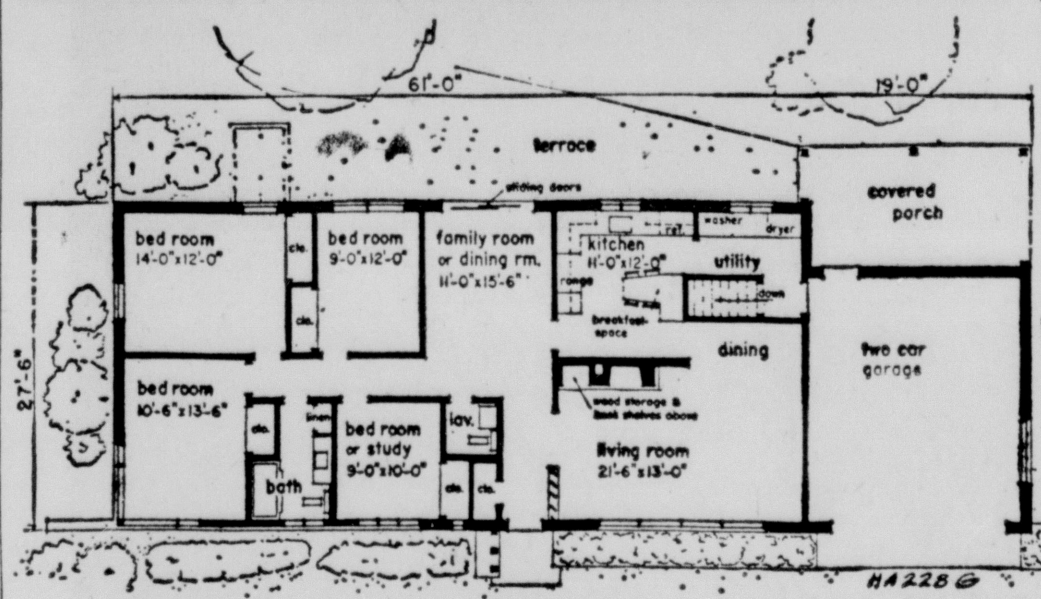 61'-0"
19'-0"
terrace
sliding doors
covered
porch
bed room
14'-0"x12'-0"
clo.
clo.
bed room
9'-0"x12'-0"
family room
or dining rm.
11'-0"x15'-6"
kitchen
11'-0"x12'-0"
ref.
range
washer
dryer
utility
down
breakfast
space
dining
two car
garage
27'-6"
bed room
10'-6"x13'-6"
clo.
linen
bath
bed room
or study
9'-0"x10'-0"
lav.
clo.
clo.
wood storage &
book shelves above
living room
21'-6"x13'-0"
HA228G